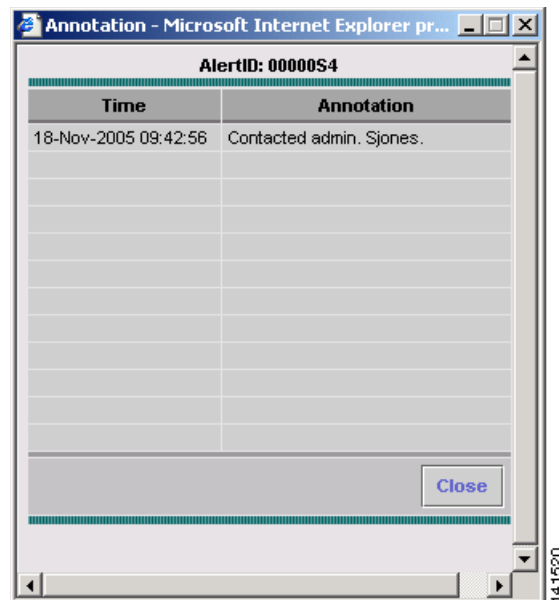 Annotation - Microsoft Internet Explorer pr...
AlertID: 00000S4
Time Annotation
18-Nov-2005 09:42:56 Contacted admin. Sjones.
Close
141520